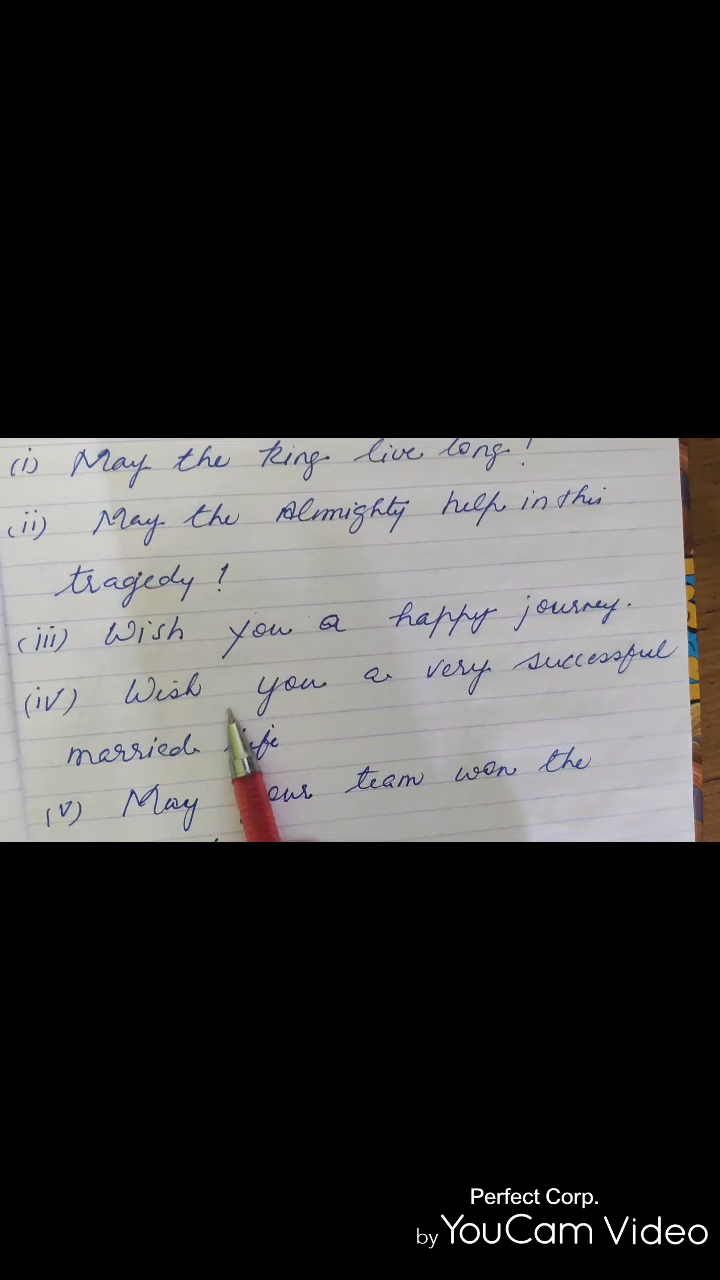 (i) May the king live long!
(ii) May the Almighty help in this
tragedy!
(iii) Wish you a happy journey.
(iv) Wish you a very successful
married
(v) May team won the
Perfect Corp.
by YouCam Video